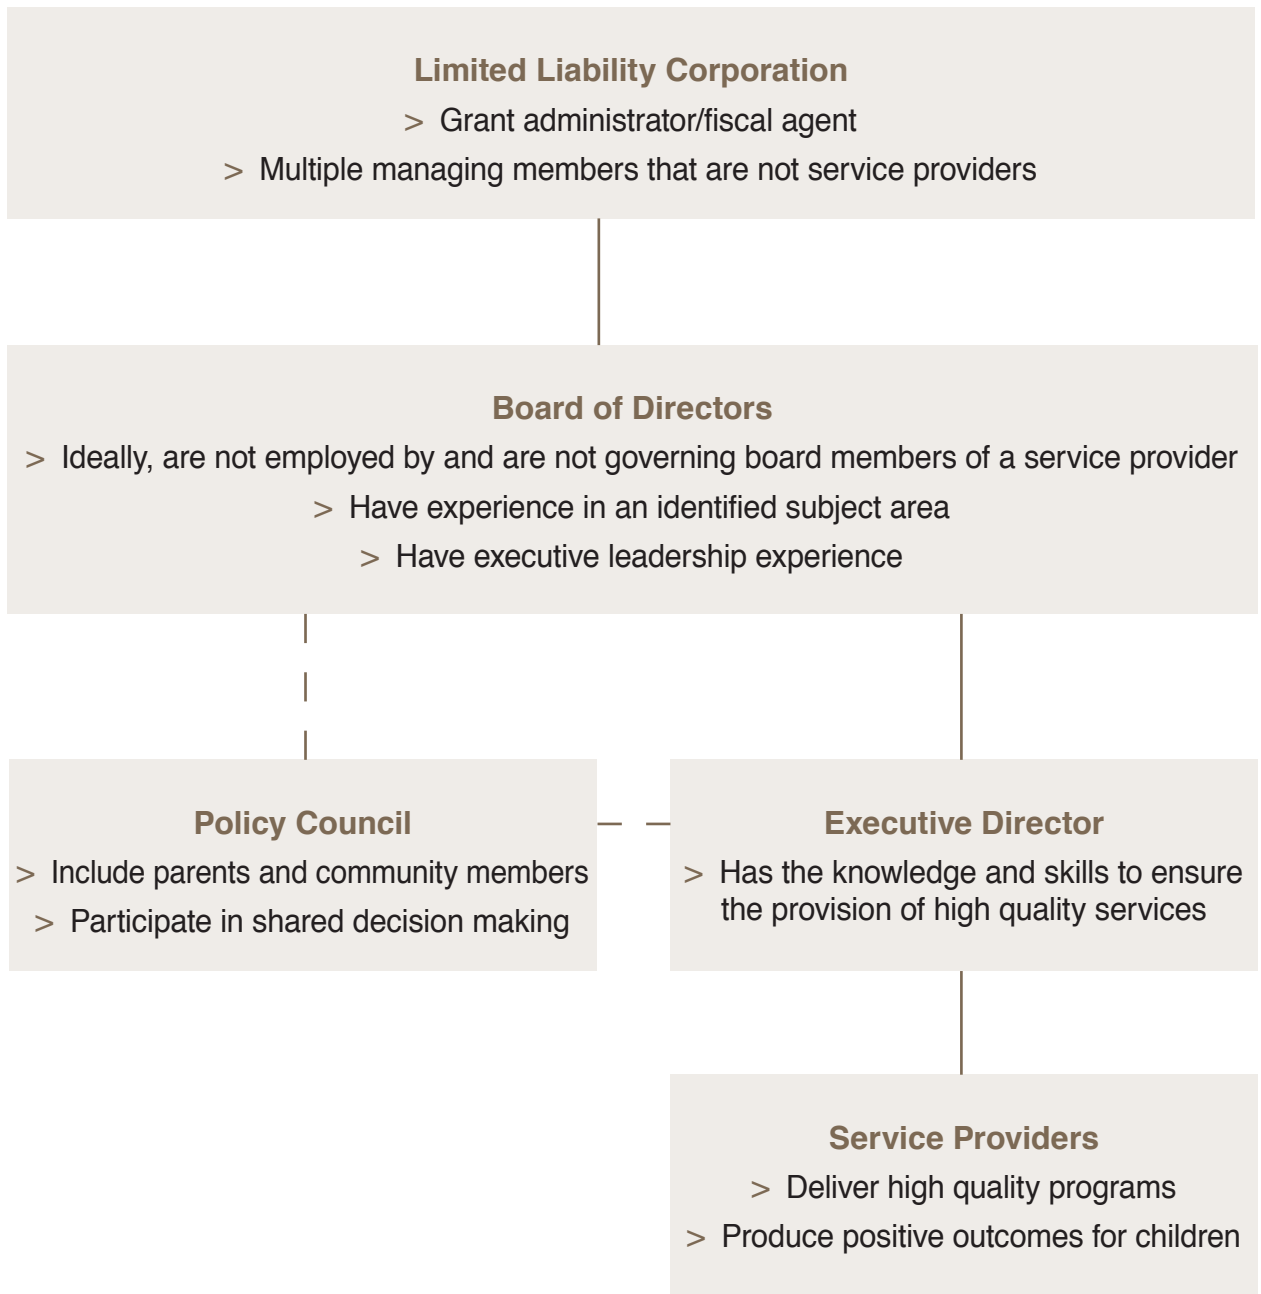 Limited Liability Corporation
> Grant administrator/fiscal agent
> Multiple managing members that are not service providers
Board of Directors
> Ideally, are not employed by and are not governing board members of a service provider
> Have experience in an identified subject area
> Have executive leadership experience
Policy Council
> Include parents and community members
> Participate in shared decision making
Executive Director
> Has the knowledge and skills to ensure
the provision of high quality services
Service Providers
> Deliver high quality programs
> Produce positive outcomes for children